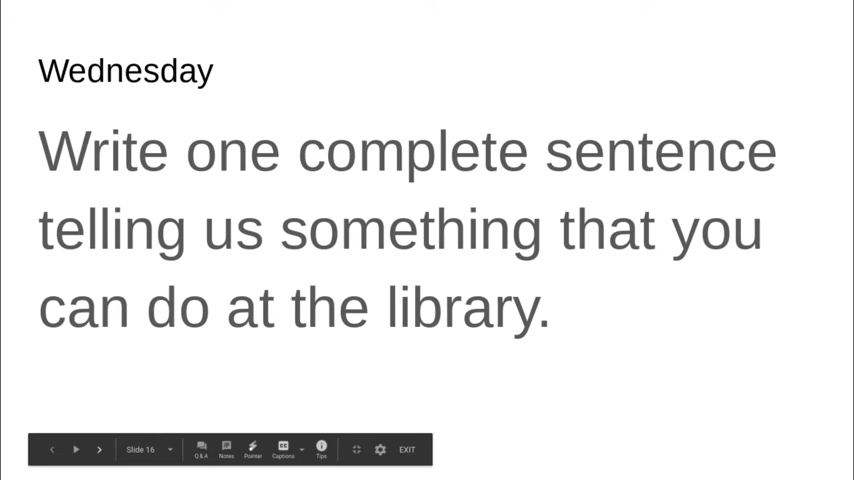 Wednesday
Write one complete sentence
telling us something that you
can do at the library.
Slide 16
Q & A
Notes
Pointer
CC
Captions
Tips
EXIT